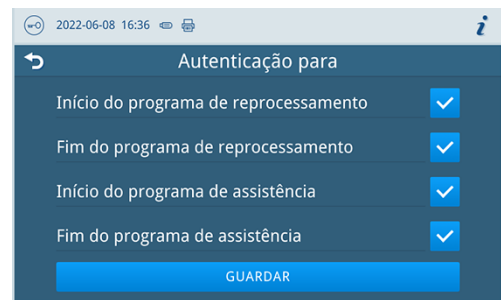 2022-06-08 16:36
Autenticação para
Início do programa de reprocessamento
Fim do programa de reprocessamento
Início do programa de assistência
Fim do programa de assistência
GUARDAR